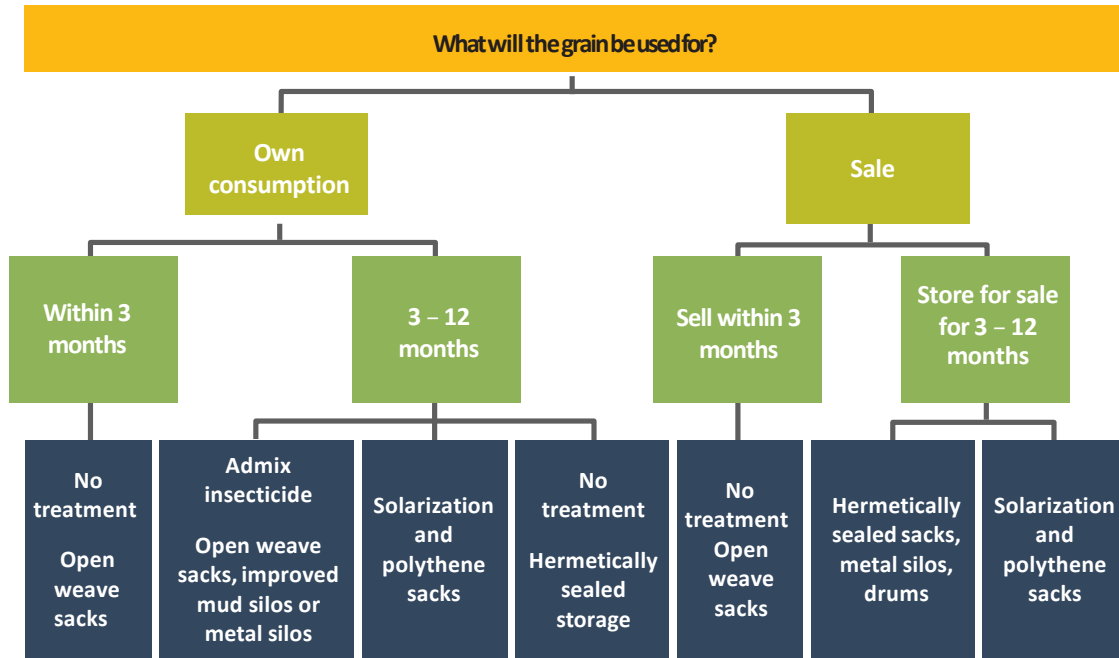 What will the grain be used for?
Own
consumption
Sale
Within 3
months
3 – 12
months
Sell within 3
months
Store for sale
for 3 – 12
months
No
treatment
Open
weave
sacks
Admix
insecticide
Open weave
sacks, improved
mud silos or
metal silos
Solarization
and
polythene
sacks
No
treatment
Hermetically
sealed
storage
No
treatment
Open
weave
sacks
Hermetically
sealed sacks,
metal silos,
drums
Solarization
and
polythene
sacks